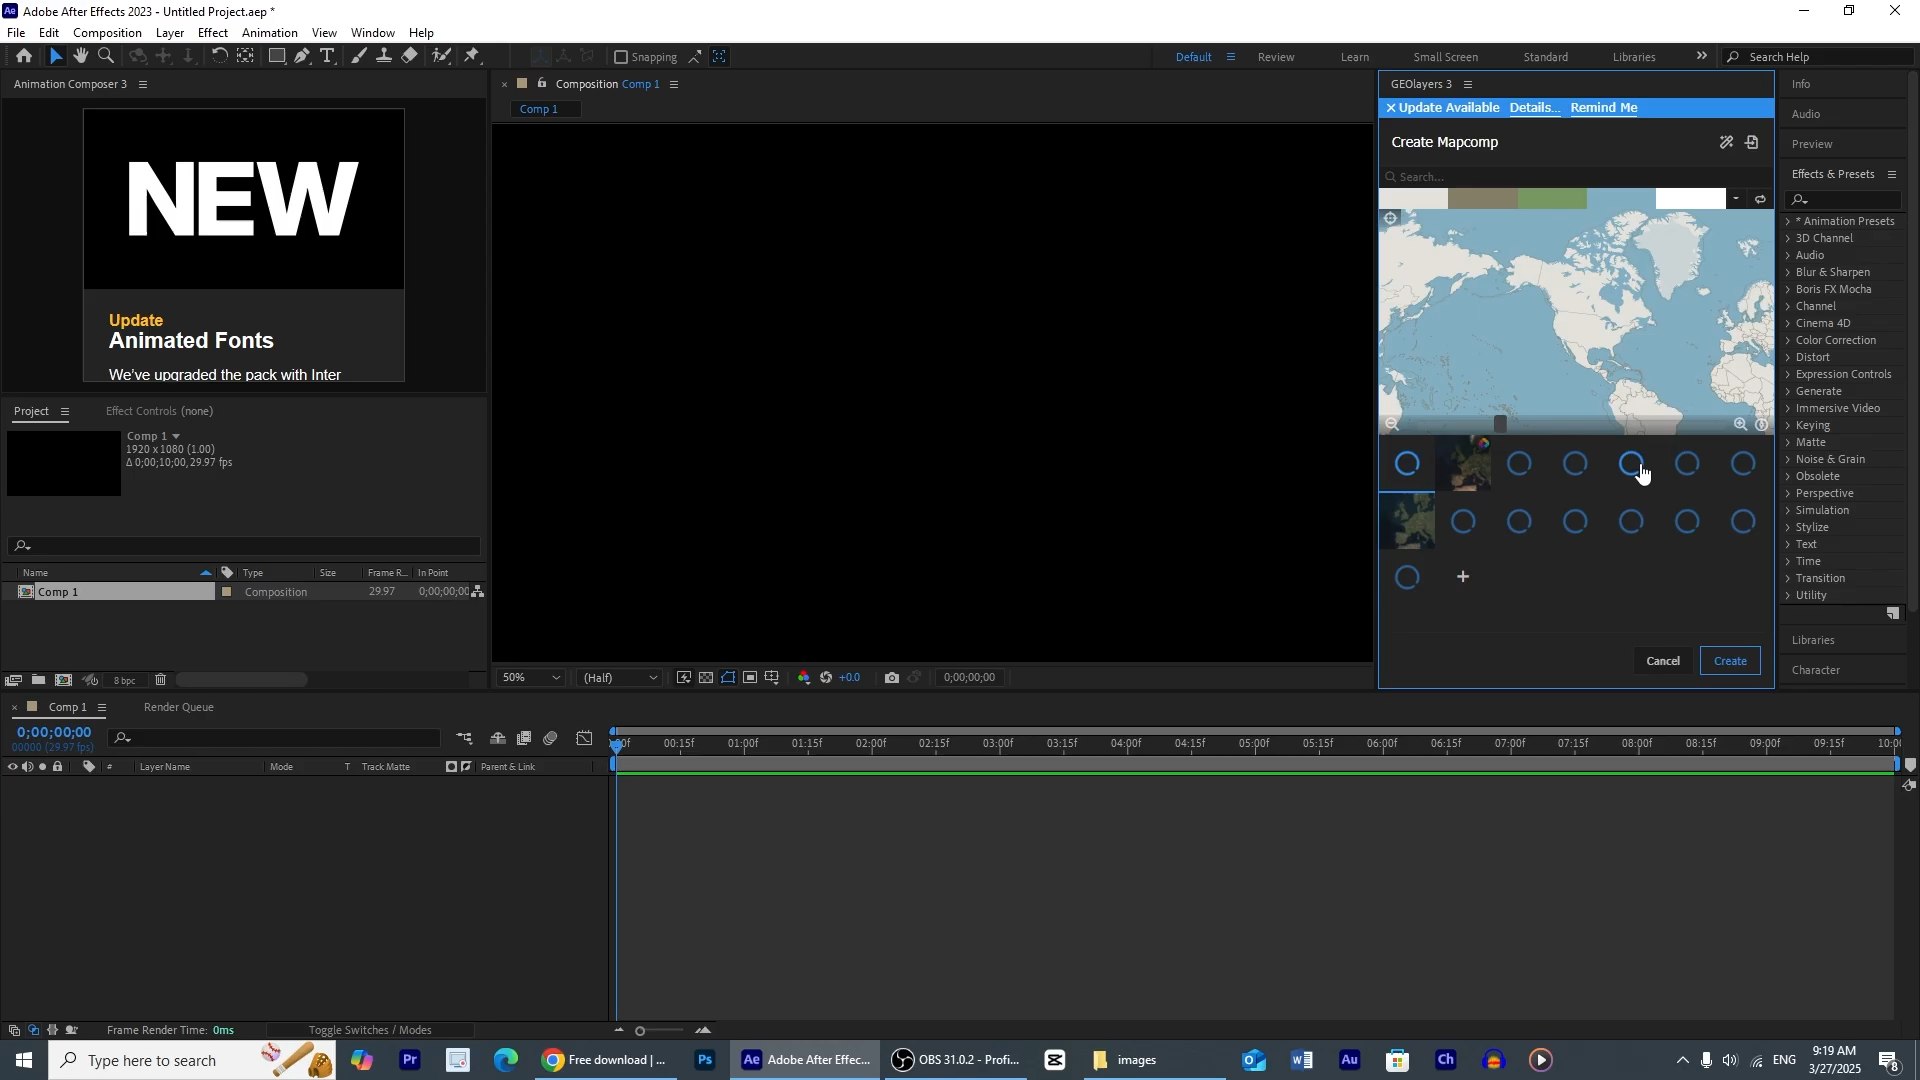 Adobe After Effects 2023 - Untitled Project.aep *
File Edit Composition Layer Effect Animation View Window Help
Snapping
Default Review Learn Small Screen Standard Libraries Search Help
Animation Composer 3
NEW
Update
Animated Fonts
We've upgraded the pack with Inter
Project Effect Controls (none)
Comp 1
1920 x 1080 (1.00)
Δ 0;00;10;00, 29.97 fps
Name Type Size Frame R... In Point
Comp 1 Composition 29.97 0;00;00;00
8 bpc
Composition Comp 1
Comp 1
50% (Half) +0.0 0;00;00;00
GEOlayers 3
Update Available Details... Remind Me
Create Mapcomp
Search...
Cancel Create
Info
Audio
Preview
Effects & Presets
* Animation Presets
3D Channel
Audio
Blur & Sharpen
Boris FX Mocha
Channel
Cinema 4D
Color Correction
Distort
Expression Controls
Generate
Immersive Video
Keying
Matte
Noise & Grain
Obsolete
Perspective
Simulation
Stylize
Text
Time
Transition
Utility
Libraries
Character
Comp 1 Render Queue
0;00;00;00
00000 (29.97 fps)
# Layer Name Mode T Track Matte Parent & Link
00:15f 01:00f 01:15f 02:00f 02:15f 03:00f 03:15f 04:00f 04:15f 05:00f 05:15f 06:00f 06:15f 07:00f 07:15f 08:00f 08:15f 09:00f 09:15f 10:0
Frame Render Time: 0ms Toggle Switches / Modes
Type here to search
Pr
Free download | ...
Ps
Ae Adobe After Effec...
OBS 31.0.2 - Profi...
images
Au
Ch
ENG
9:19 AM
3/27/2025
8